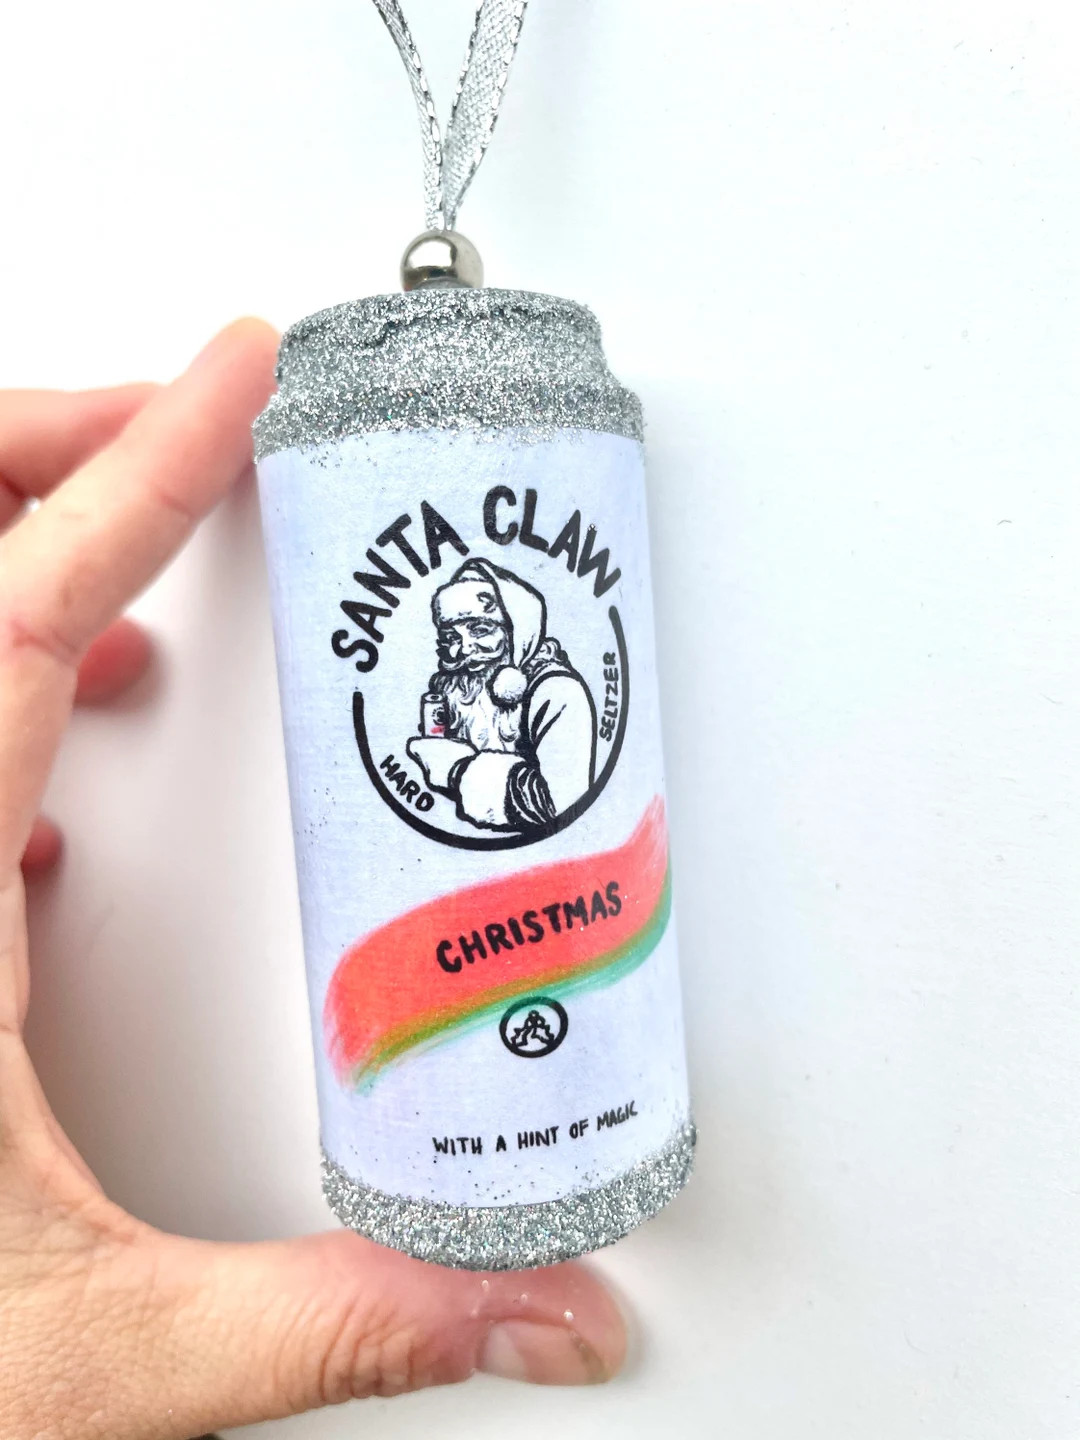 SANTA CLAW
HARD
SELTZER
CHRISTMAS
WITH A HINT OF MAGIC